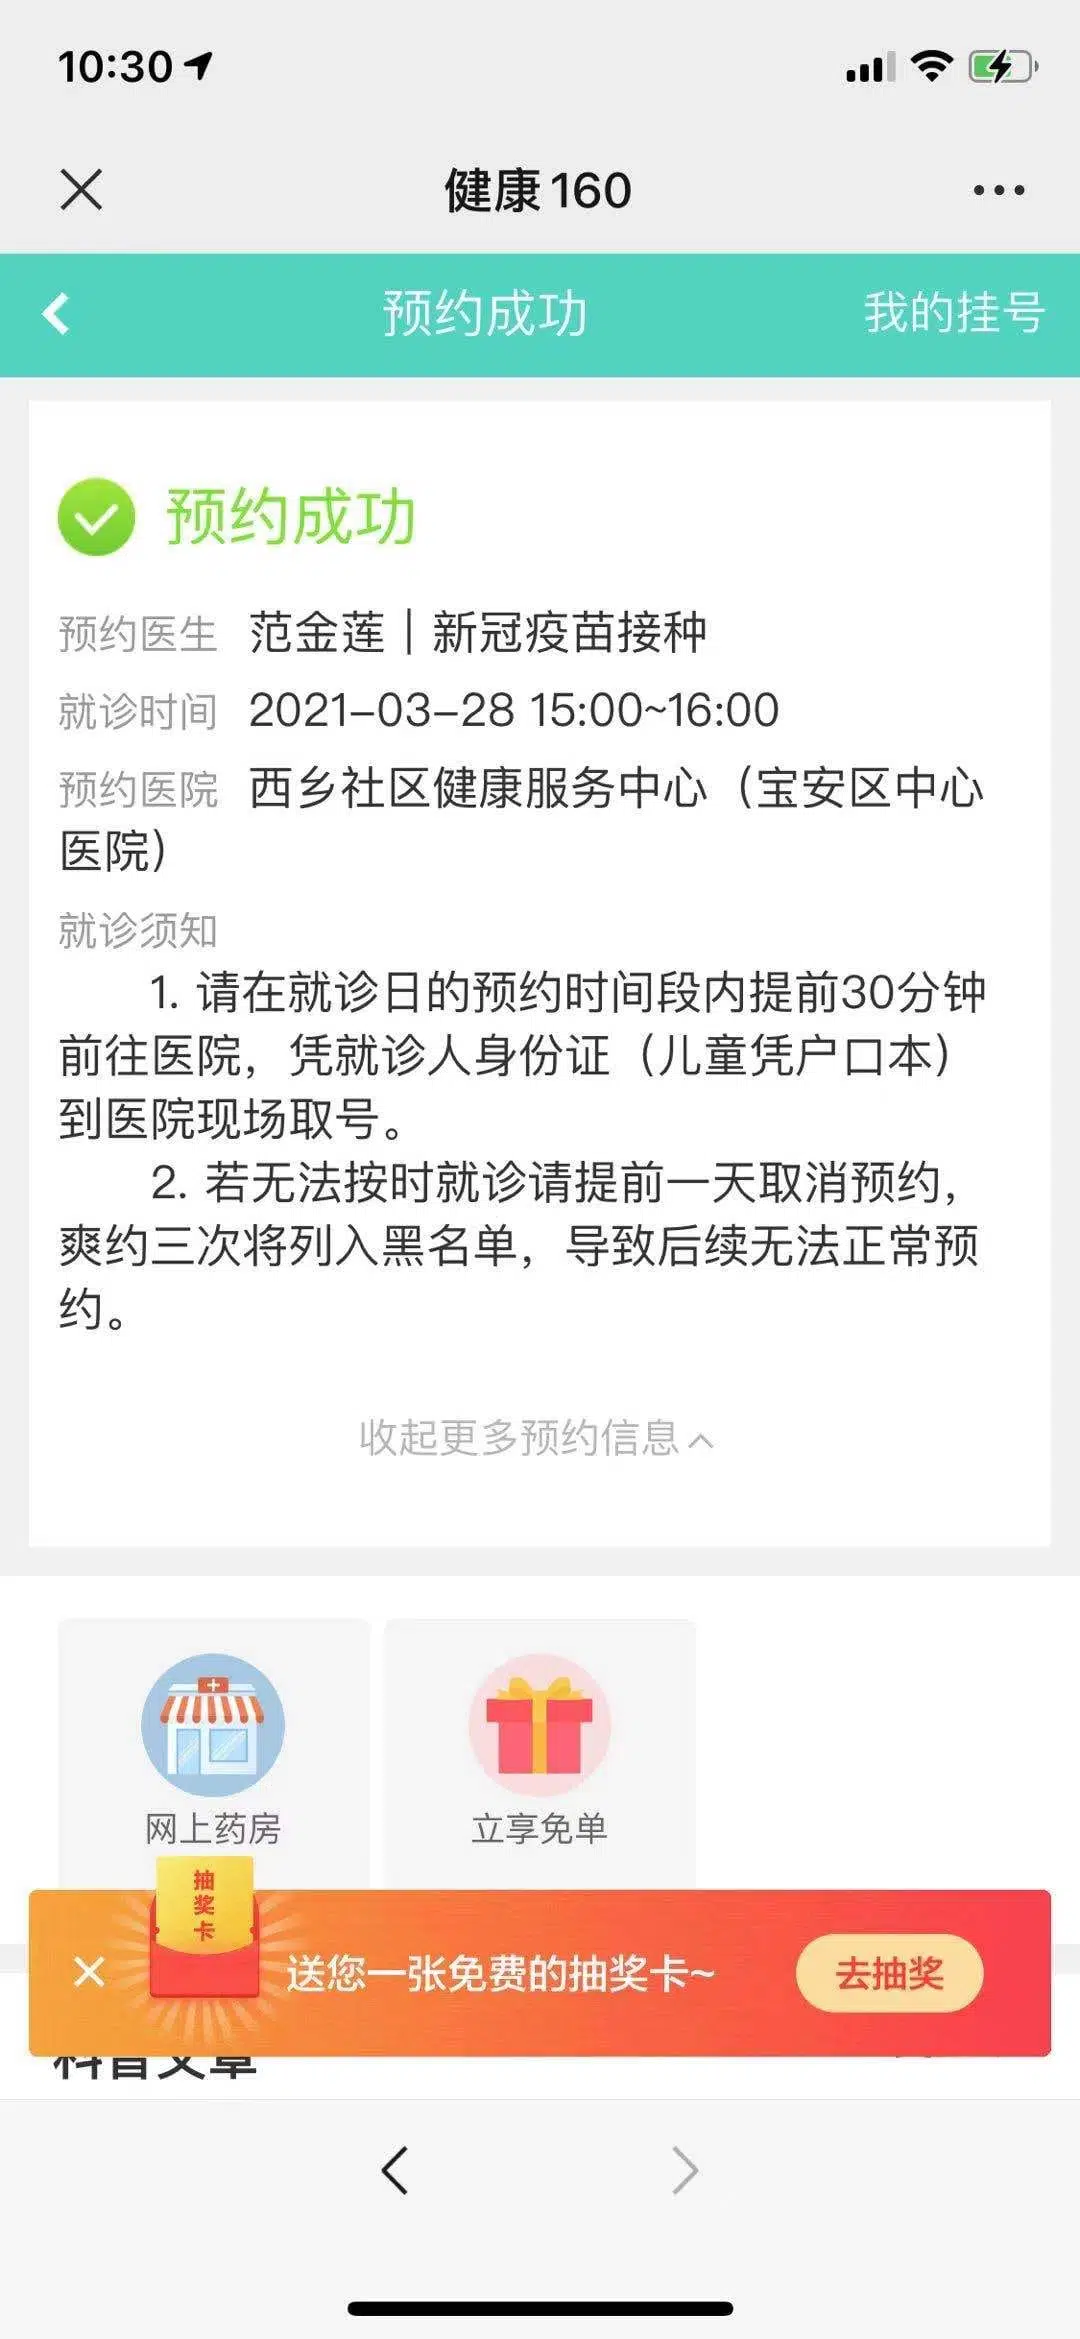 10:30
健康160
预约成功
我的挂号
预约成功
预约医生 范金莲｜新冠疫苗接种
就诊时间 2021-03-28 15:00~16:00
预约医院 西乡社区健康服务中心（宝安区中心
医院）
就诊须知
1. 请在就诊日的预约时间段内提前30分钟
前往医院，凭就诊人身份证（儿童凭户口本）
到医院现场取号。
2. 若无法按时就诊请提前一天取消预约，
爽约三次将列入黑名单，导致后续无法正常预
约。
收起更多预约信息
网上药房
立享免单
抽奖卡
送您一张免费的抽奖卡~
去抽奖
科普文章